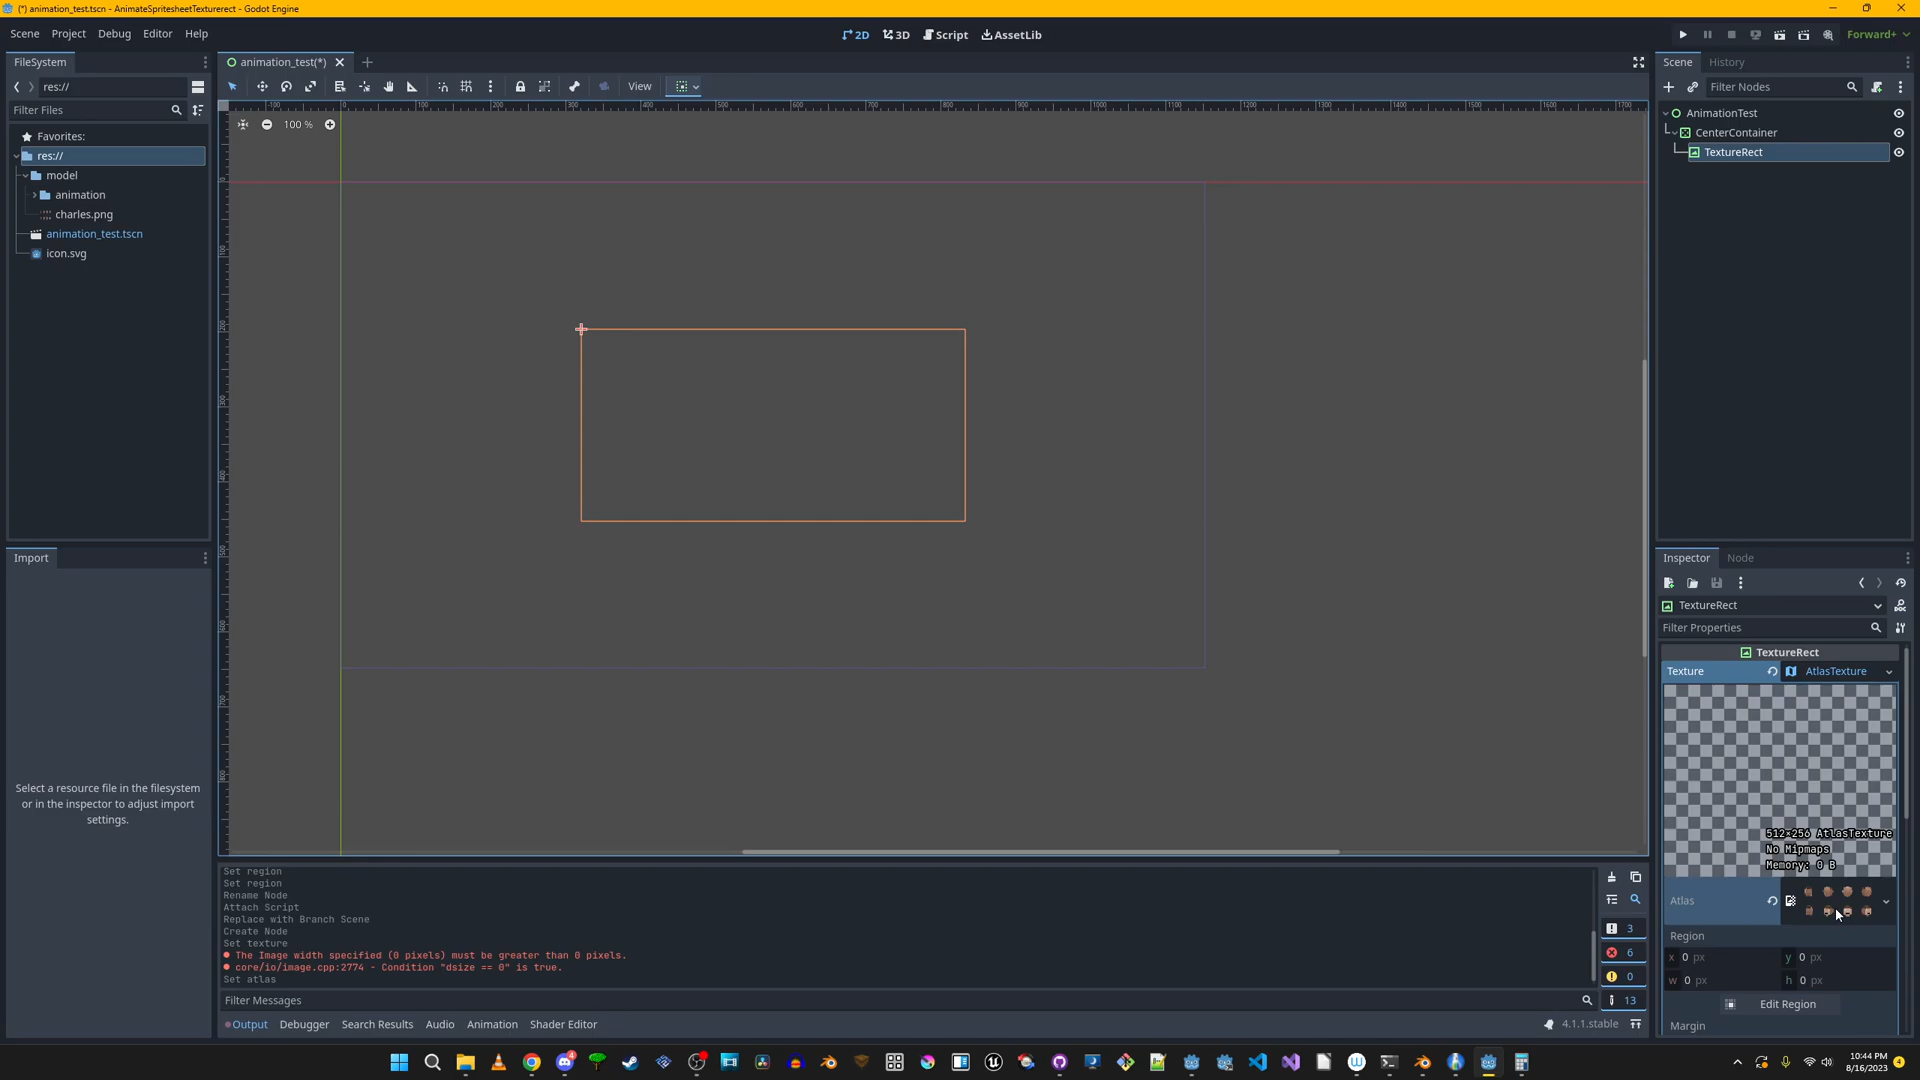 (*) animation_test.tscn - AnimateSpritesheetTexturerect - Godot Engine
Scene Project Debug Editor Help
2D 3D Script AssetLib
Forward+
FileSystem
animation_test(*)
Scene History
res://
View
Filter Nodes
Filter Files
100 %
AnimationTest
Favorites:
CenterContainer
res://
TextureRect
model
animation
charles.png
animation_test.tscn
icon.svg
Import
Inspector Node
TextureRect
Filter Properties
TextureRect
Texture AtlasTexture
Select a resource file in the filesystem
or in the inspector to adjust import
settings.
512×256 AtlasTexture
No Mipmaps
Memory: 0 B
Atlas
Region
x 0 px y 0 px
w 0 px h 0 px
Edit Region
Margin
Set region
Set region
Rename Node
Attach Script
Replace with Branch Scene
Create Node
Set texture
The Image width specified (0 pixels) must be greater than 0 pixels.
core/io/image.cpp:2774 - Condition "dsize == 0" is true.
Set atlas
3
6
0
13
Filter Messages
Output Debugger Search Results Audio Animation Shader Editor
4.1.1.stable
10:44 PM
8/16/2023
4